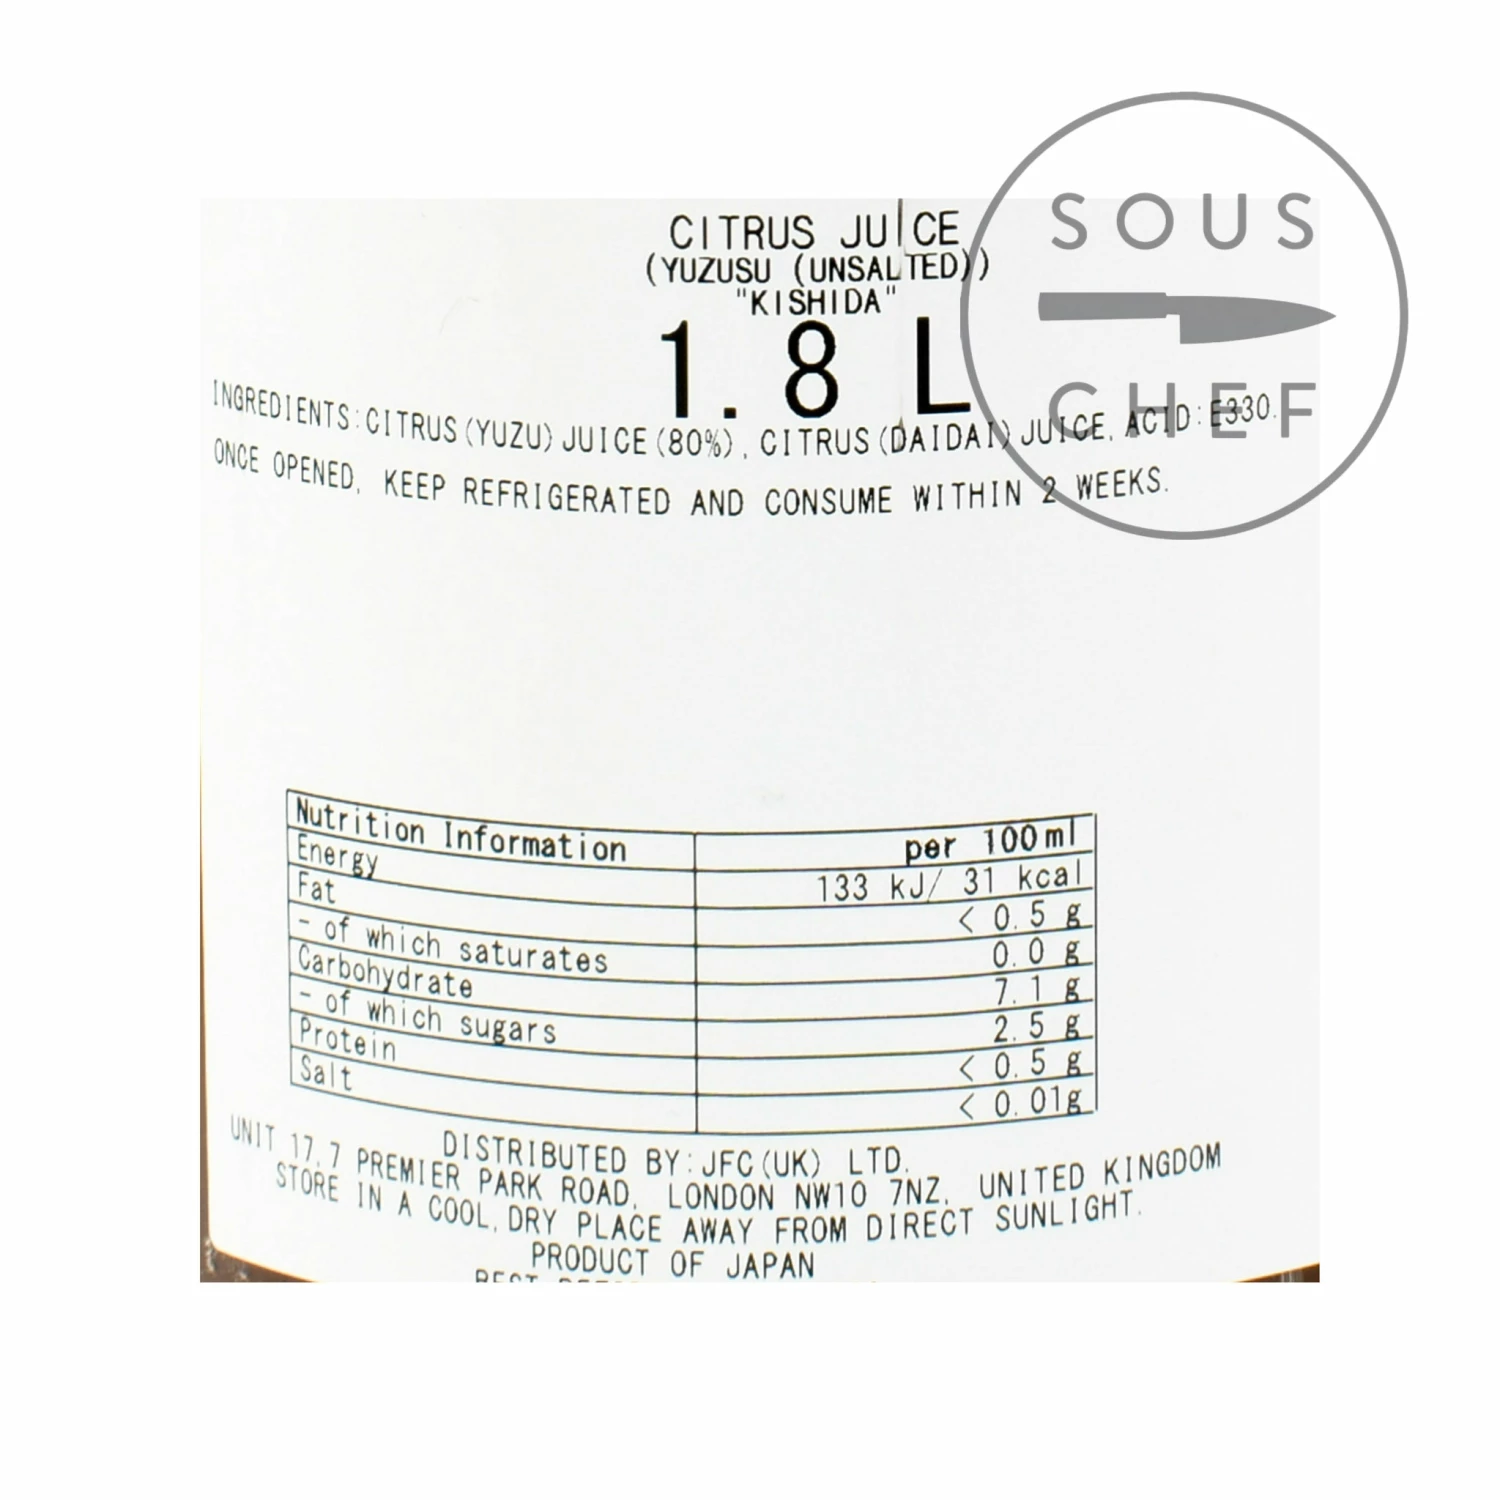 SOUS
CHEF
CITRUS JUICE
(YUZUSU (UNSALTED))
"KISHIDA"
1.8 L
INGREDIENTS:CITRUS(YUZU)JUICE(80%), CITRUS(DAIDAI)JUICE, ACID:E330.
ONCE OPENED, KEEP REFRIGERATED AND CONSUME WITHIN 2 WEEKS.
Nutrition Information per 100ml
Energy 133 kJ/ 31 kcal
Fat < 0.5 g
- of which saturates 0.0 g
Carbohydrate 7.1 g
- of which sugars 2.5 g
Protein < 0.5 g
Salt < 0.01g
DISTRIBUTED BY:JFC(UK) LTD.
UNIT 17.7 PREMIER PARK ROAD, LONDON NW10 7NZ, UNITED KINGDOM
STORE IN A COOL,DRY PLACE AWAY FROM DIRECT SUNLIGHT.
PRODUCT OF JAPAN